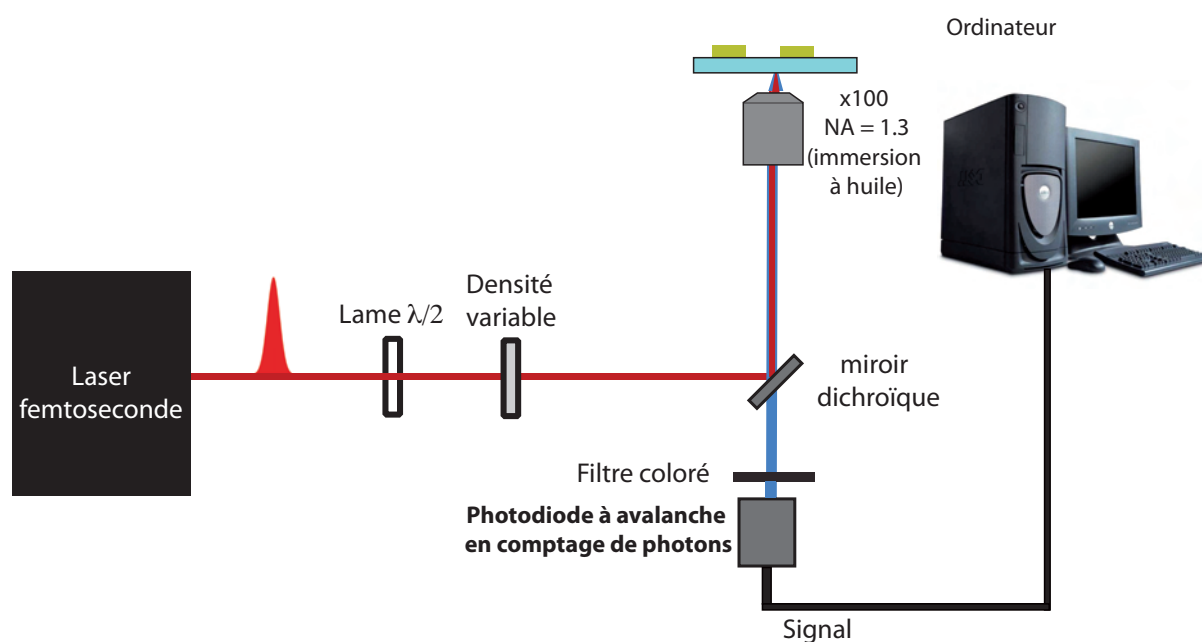 Ordinateur
x100
NA = 1.3
(immersion
à huile)
Densité
variable
Lame λ/2
Laser
femtoseconde
miroir
dichroïque
Filtre coloré
Photodiode à avalanche
en comptage de photons
Signal